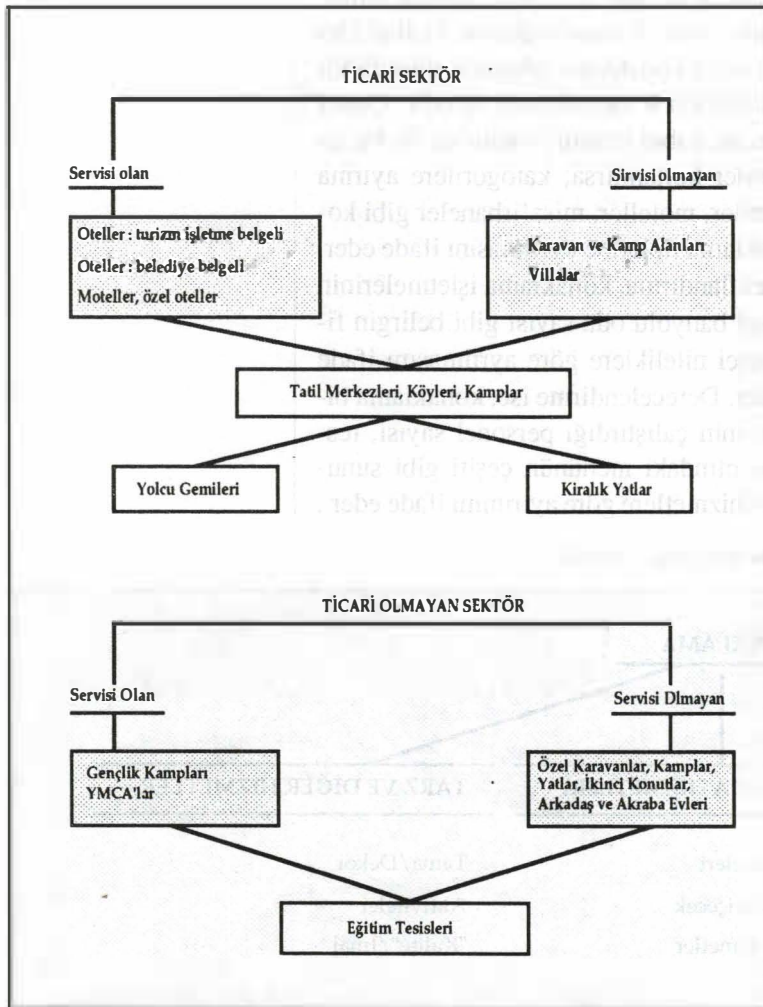 TİCARİ SEKTÖR
Servisi olan
Sirvisi olmayan
Oteller : turizm işletme belgeli
Oteller : belediye belgeli
Moteller, özel oteller
Karavan ve Kamp Alanları
Villalar
Tatil Merkezleri, Köyleri, Kamplar
Yolcu Gemileri
Kiralık Yatlar
TİCARİ OLMAYAN SEKTÖR
Servisi Olan
Servisi Dlmayan
Gençlik Kampları
YMCA'lar
Özel Karavanlar, Kamplar,
Yatlar, İkinci Konutlar,
Arkadaş ve Akraba Evleri
Eğitim Tesisleri